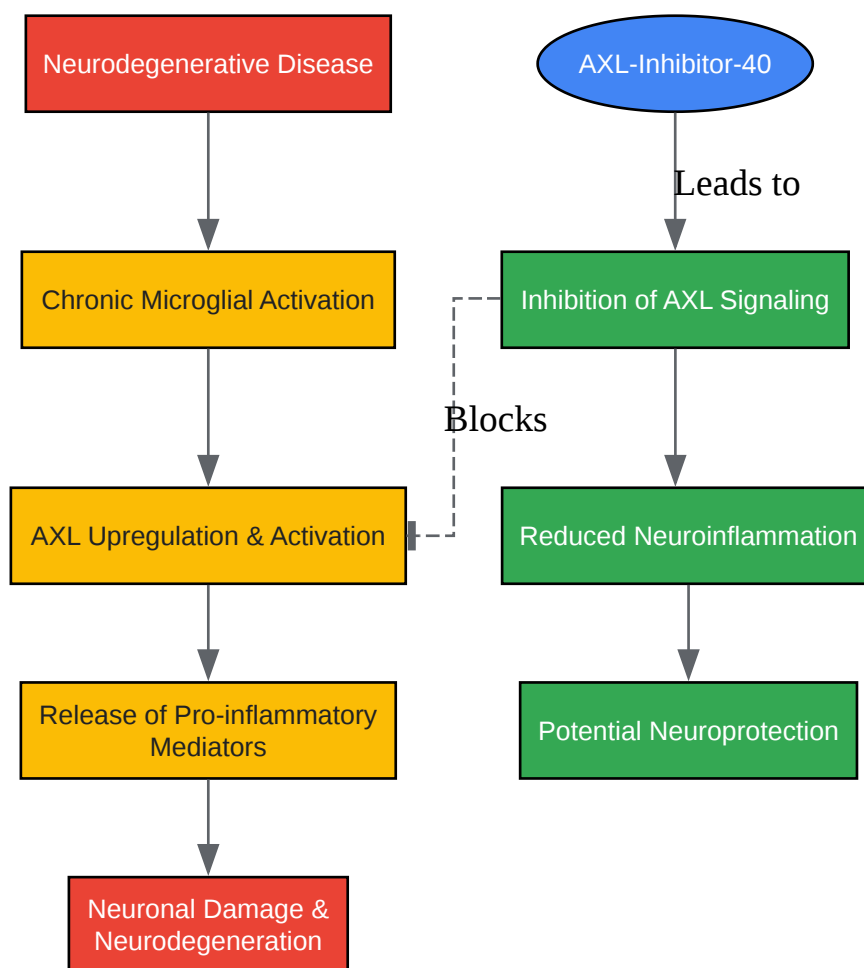 Neurodegenerative Disease
AXL-Inhibitor-40
Leads to
Chronic Microglial Activation
Inhibition of AXL Signaling
Blocks
AXL Upregulation & Activation
Reduced Neuroinflammation
Release of Pro-inflammatory
Mediators
Potential Neuroprotection
Neuronal Damage &
Neurodegeneration